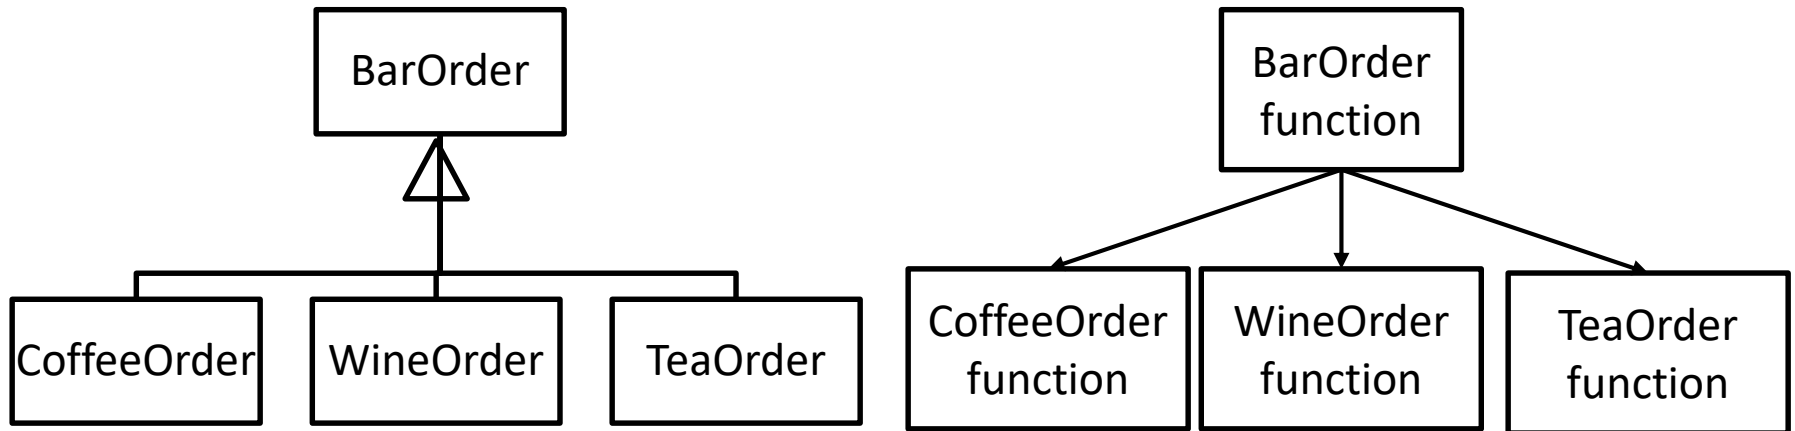 BarOrder
CoffeeOrder
WineOrder
TeaOrder
BarOrder
function
CoffeeOrder
function
WineOrder
function
TeaOrder
function